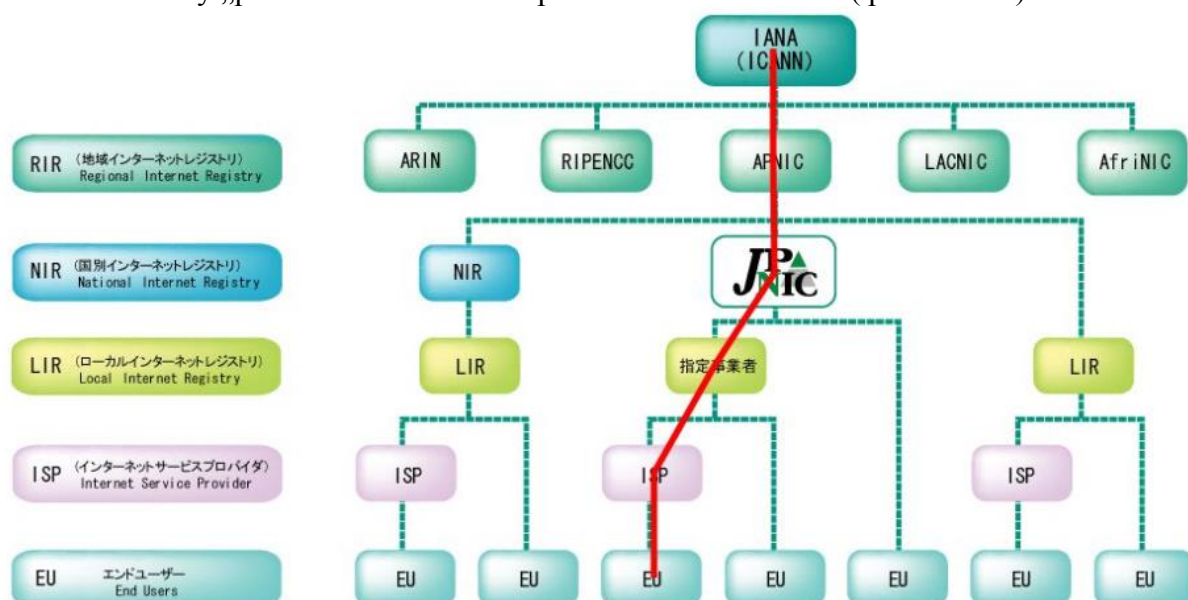 IANA
(ICANN)
ARIN
RIPENCC
APNIC
LACNIC
AfriNIC
RIR (地域インターネットレジストリ)
Regional Internet Registry
NIR (国別インターネットレジストリ)
National Internet Registry
NIR
JPNIC
LIR (ローカルインターネットレジストリ)
Local Internet Registry
LIR
指定事業者
LIR
ISP (インターネットサービスプロバイダ)
Internet Service Provider
ISP
ISP
ISP
EU エンドユーザー
End Users
EU
EU
EU
EU
EU
EU
EU